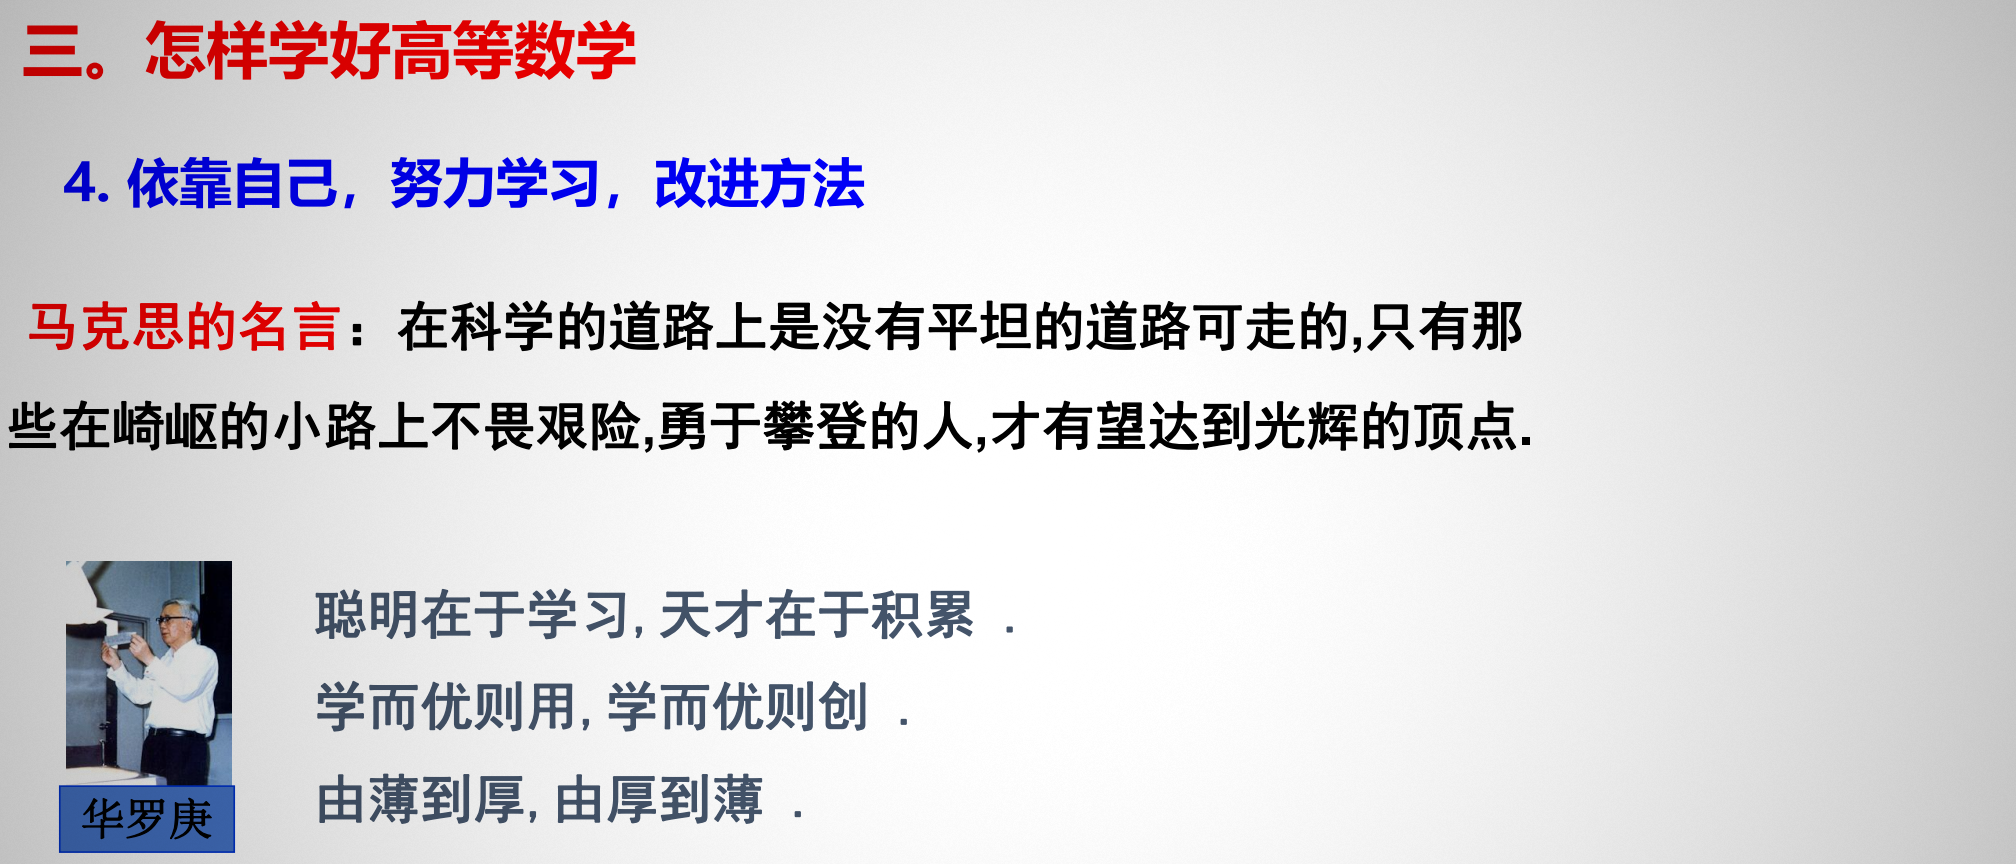 三。怎样学好高等数学
4. 依靠自己，努力学习，改进方法
马克思的名言：在科学的道路上是没有平坦的道路可走的,只有那
些在崎岖的小路上不畏艰险,勇于攀登的人,才有望达到光辉的顶点.
聪明在于学习, 天才在于积累 .
学而优则用, 学而优则创 .
由薄到厚, 由厚到薄 .
华罗庚